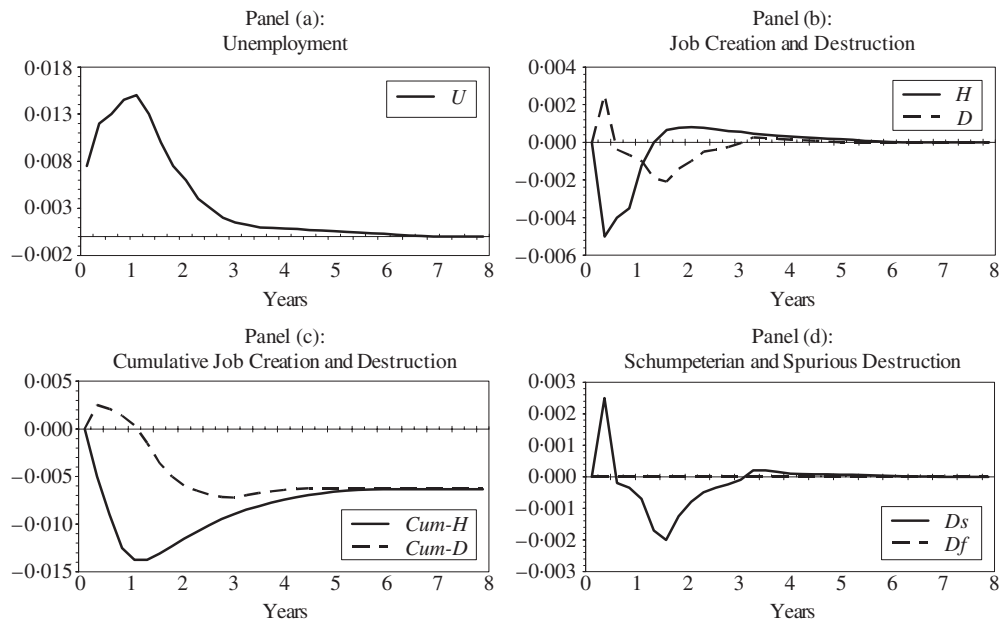 Panel (a):
Unemployment
0·018
0·013
0·008
0·003
−0·002
U
0 1 2 3 4 5 6 7 8
Years
Panel (b):
Job Creation and Destruction
0·004
0·002
0·000
−0·002
−0·004
−0·006
H
D
0 1 2 3 4 5 6 7 8
Years
Panel (c):
Cumulative Job Creation and Destruction
0·005
0·000
−0·005
−0·010
−0·015
Cum-H
Cum-D
0 1 2 3 4 5 6 7 8
Years
Panel (d):
Schumpeterian and Spurious Destruction
0·003
0·002
0·001
0·000
−0·001
−0·002
−0·003
Ds
Df
0 1 2 3 4 5 6 7 8
Years